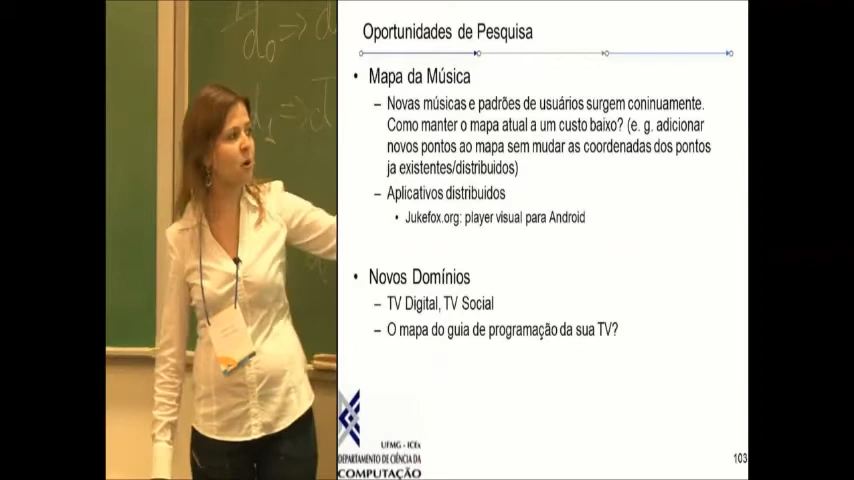 d₀ ⇒ d
d₁ ⇒ d
Oportunidades de Pesquisa
• Mapa da Música
– Novas músicas e padrões de usuários surgem coninuamente.
Como manter o mapa atual a um custo baixo? (e. g. adicionar
novos pontos ao mapa sem mudar as coordenadas dos pontos
ja existentes/distribuidos)
– Aplicativos distribuidos
• Jukefox.org: player visual para Android
• Novos Domínios
– TV Digital, TV Social
– O mapa do guia de programação da sua TV?
UFMG - ICEx
DEPARTAMENTO DE CIÊNCIA DA
COMPUTAÇÃO
103